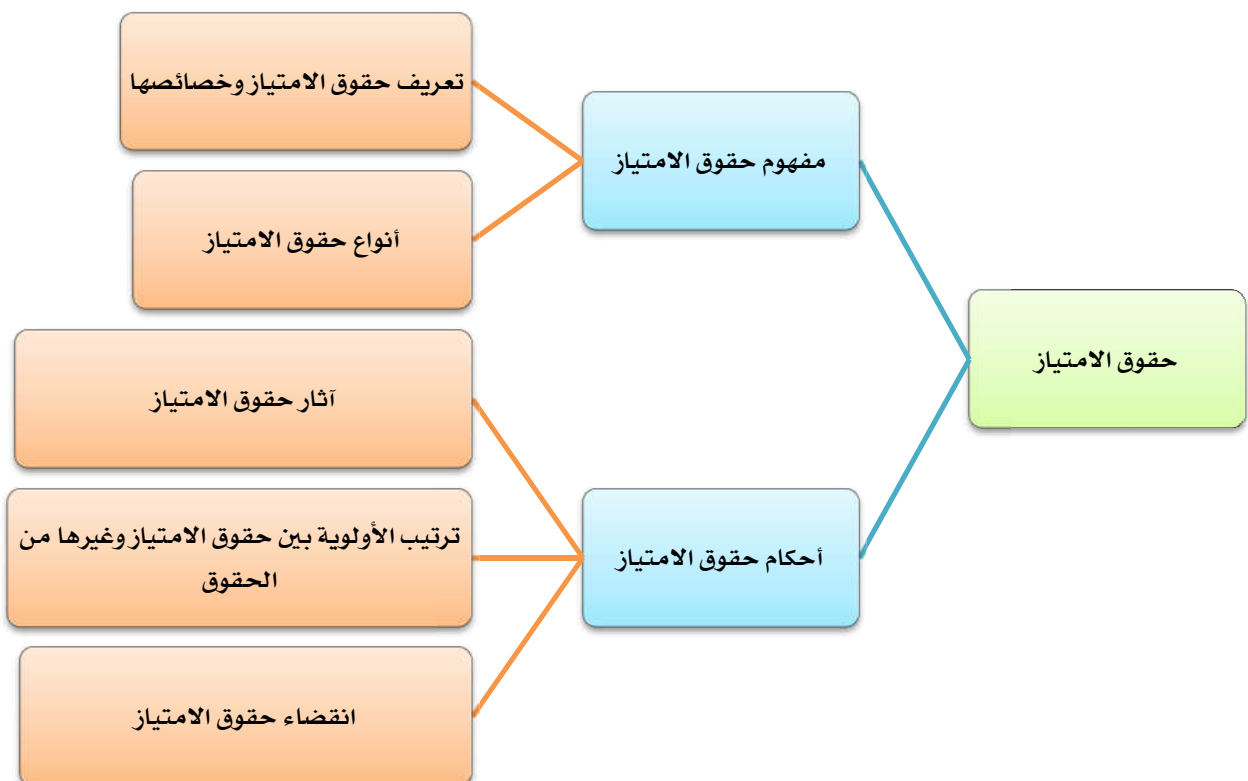 حقوق الامتياز
مفهوم حقوق الامتياز
تعريف حقوق الامتياز وخصائصها
أنواع حقوق الامتياز
أحكام حقوق الامتياز
آثار حقوق الامتياز
ترتيب الأولوية بين حقوق الامتياز وغيرها من
الحقوق
انقضاء حقوق الامتياز